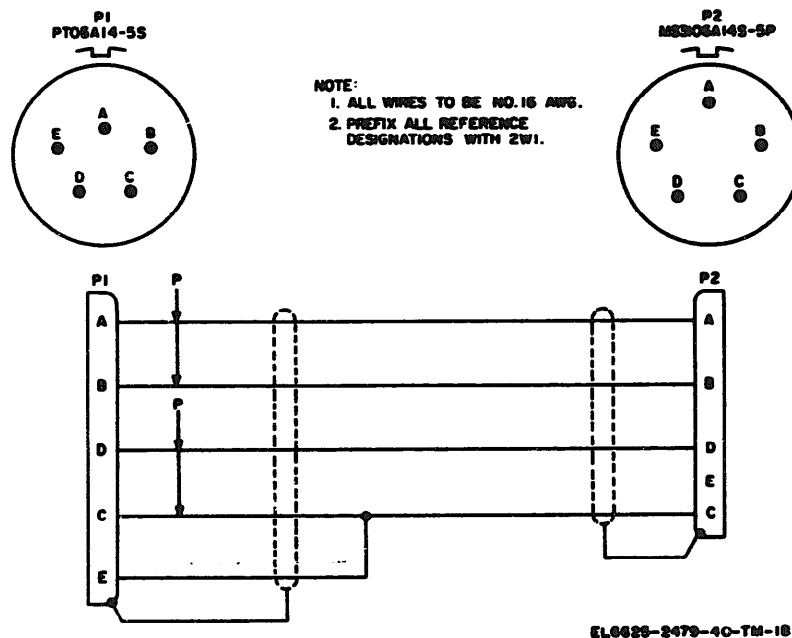 P1
PT06A14-5S
P2
MS3106A14S-5P
NOTE:
1. ALL WIRES TO BE NO.16 AWG.
2. PREFIX ALL REFERENCE
DESIGNATIONS WITH 2W1.
A
E
B
D
C
A
E
B
D
C
P1
P
P2
A
A
B
B
P
D
D
E
C
C
E
EL6625-2479-40-TM-18